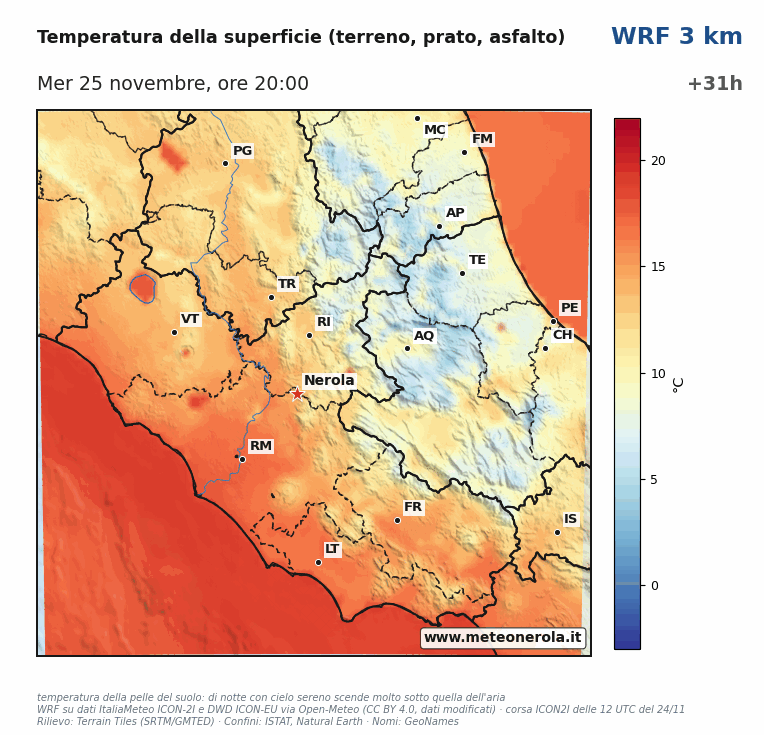 Temperatura della superficie (terreno, prato, asfalto)
WRF 3 km
Mer 25 novembre, ore 20:00
+31h
MC
FM
PG
AP
TE
TR
PE
VT
RI
AQ
CH
Nerola
RM
FR
IS
LT
www.meteonerola.it
20
15
10
5
0
°C
temperatura della pelle del suolo: di notte con cielo sereno scende molto sotto quella dell'aria
WRF su dati ItaliaMeteo ICON-2I e DWD ICON-EU via Open-Meteo (CC BY 4.0, dati modificati) · corsa ICON2I delle 12 UTC del 24/11
Rilievo: Terrain Tiles (SRTM/GMTED) · Confini: ISTAT, Natural Earth · Nomi: GeoNames